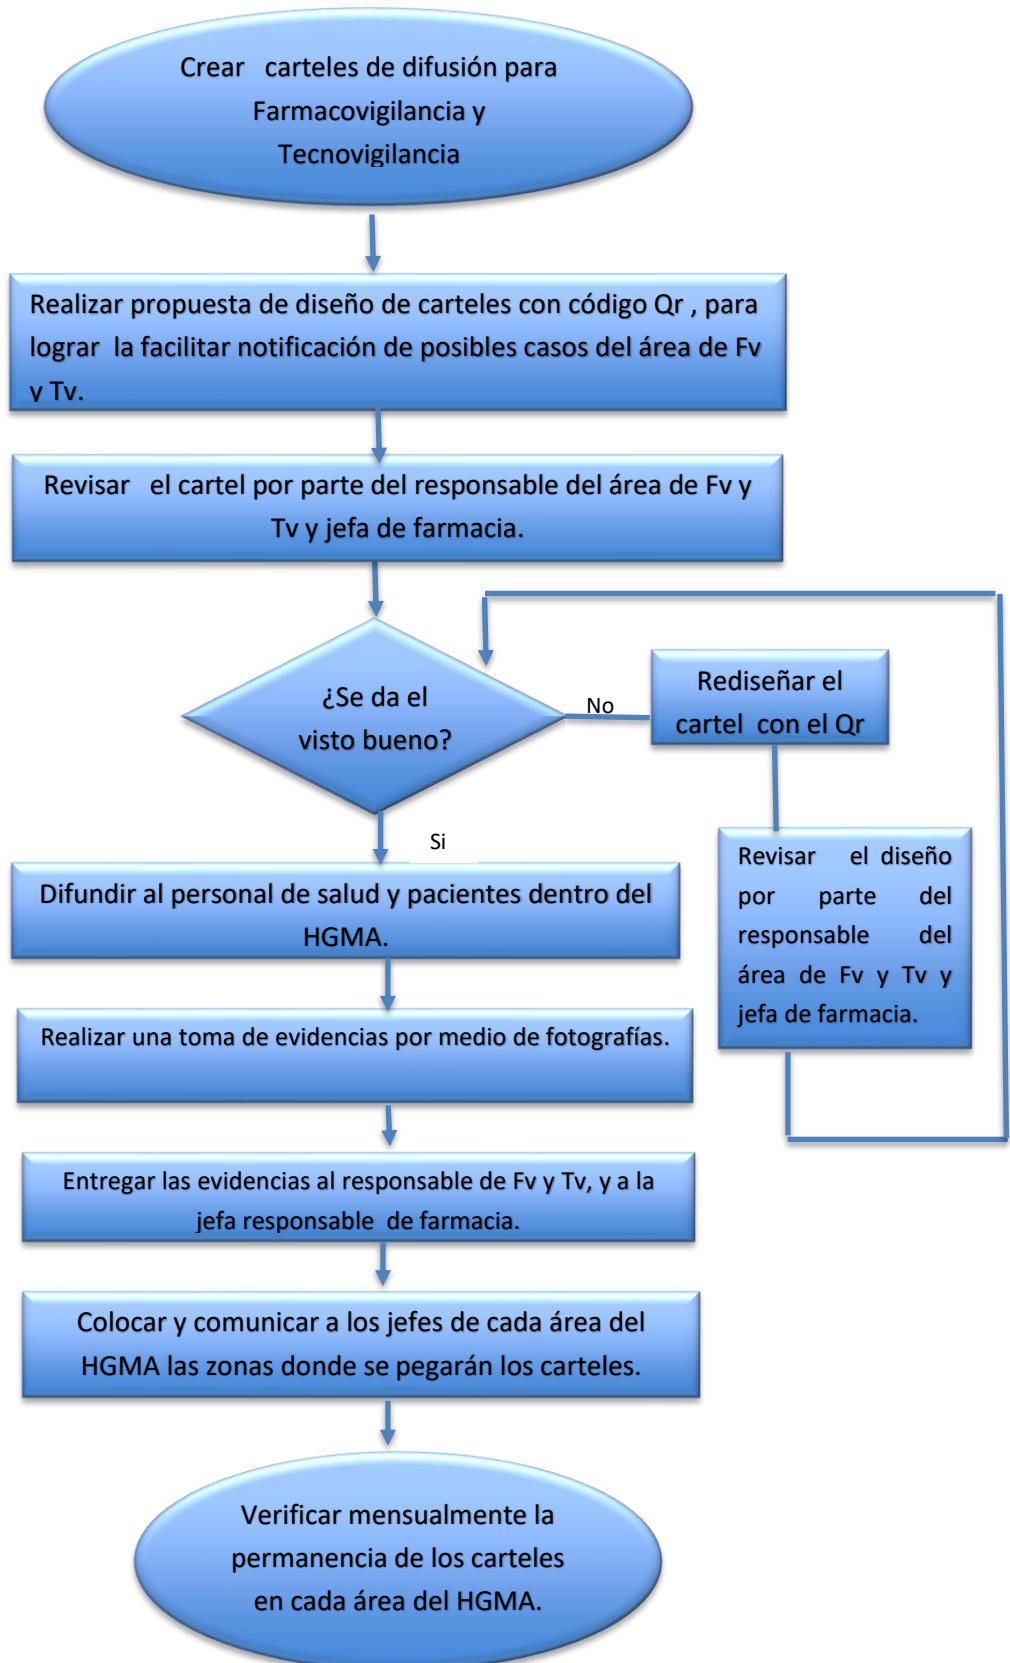 Crear carteles de difusión para
Farmacovigilancia y
Tecnovigilancia
Realizar propuesta de diseño de carteles con código Qr , para
lograr la facilitar notificación de posibles casos del área de Fv
y Tv.
Revisar el cartel por parte del responsable del área de Fv y
Tv y jefa de farmacia.
¿Se da el
visto bueno?
No
Rediseñar el
cartel con el Qr
Revisar el diseño
por parte del
responsable del
área de Fv y Tv y
jefa de farmacia.
Si
Difundir al personal de salud y pacientes dentro del
HGMA.
Realizar una toma de evidencias por medio de fotografías.
Entregar las evidencias al responsable de Fv y Tv, y a la
jefa responsable de farmacia.
Colocar y comunicar a los jefes de cada área del
HGMA las zonas donde se pegarán los carteles.
Verificar mensualmente la
permanencia de los carteles
en cada área del HGMA.